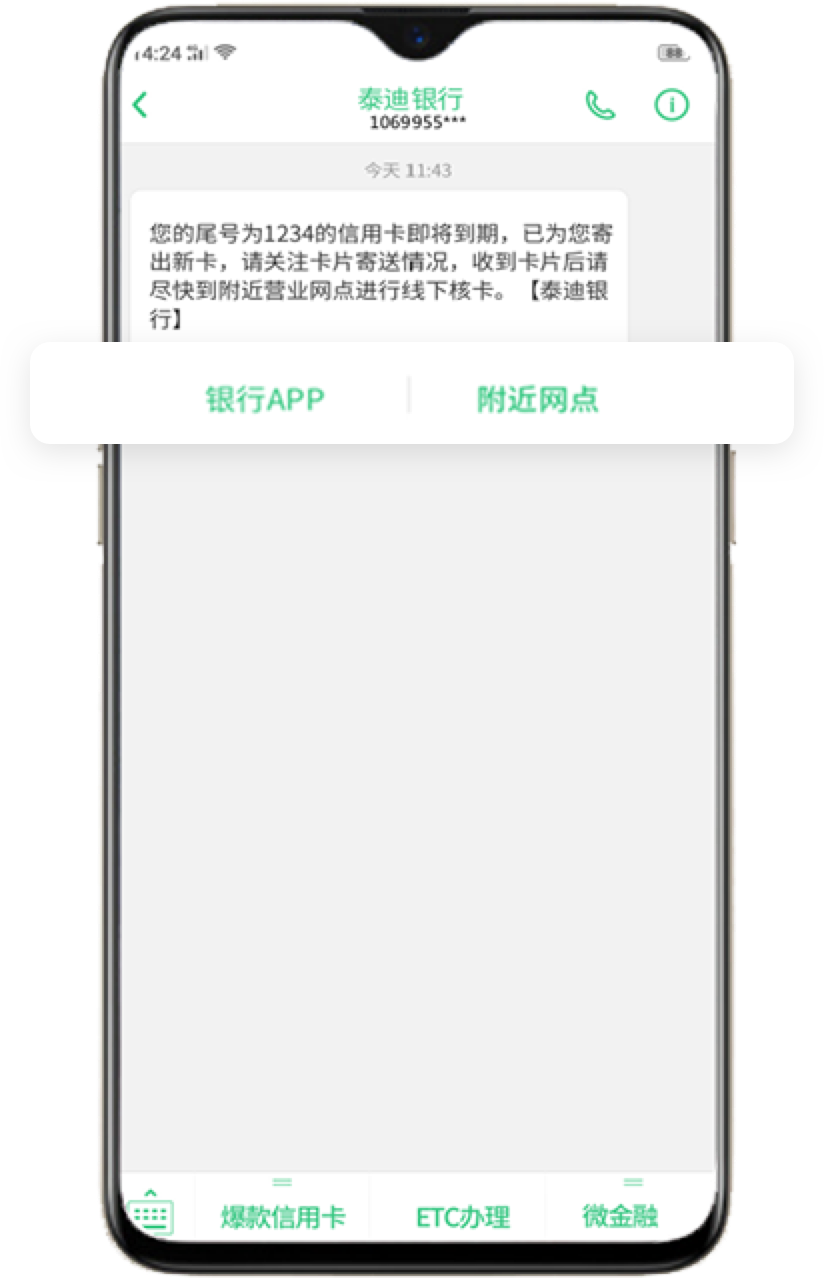 4:24
泰迪银行
1069955***
今天 11:43
您的尾号为1234的信用卡即将到期，已为您寄
出新卡，请关注卡片寄送情况，收到卡片后请
尽快到附近营业网点进行线下核卡。【泰迪银
行】
银行APP
附近网点
爆款信用卡
ETC办理
微金融